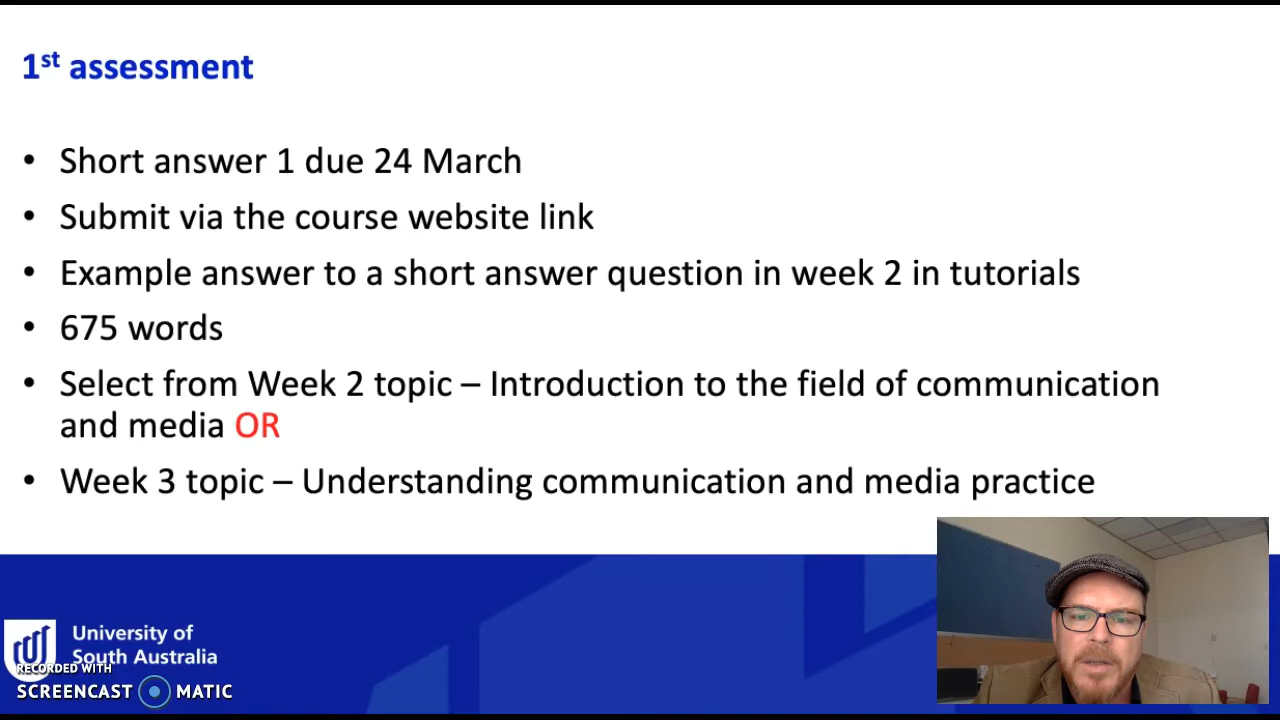 1st assessment
• Short answer 1 due 24 March
• Submit via the course website link
• Example answer to a short answer question in week 2 in tutorials
• 675 words
• Select from Week 2 topic – Introduction to the field of communication
and media OR
• Week 3 topic – Understanding communication and media practice
University of
South Australia
RECORDED WITH
SCREENCAST MATIC